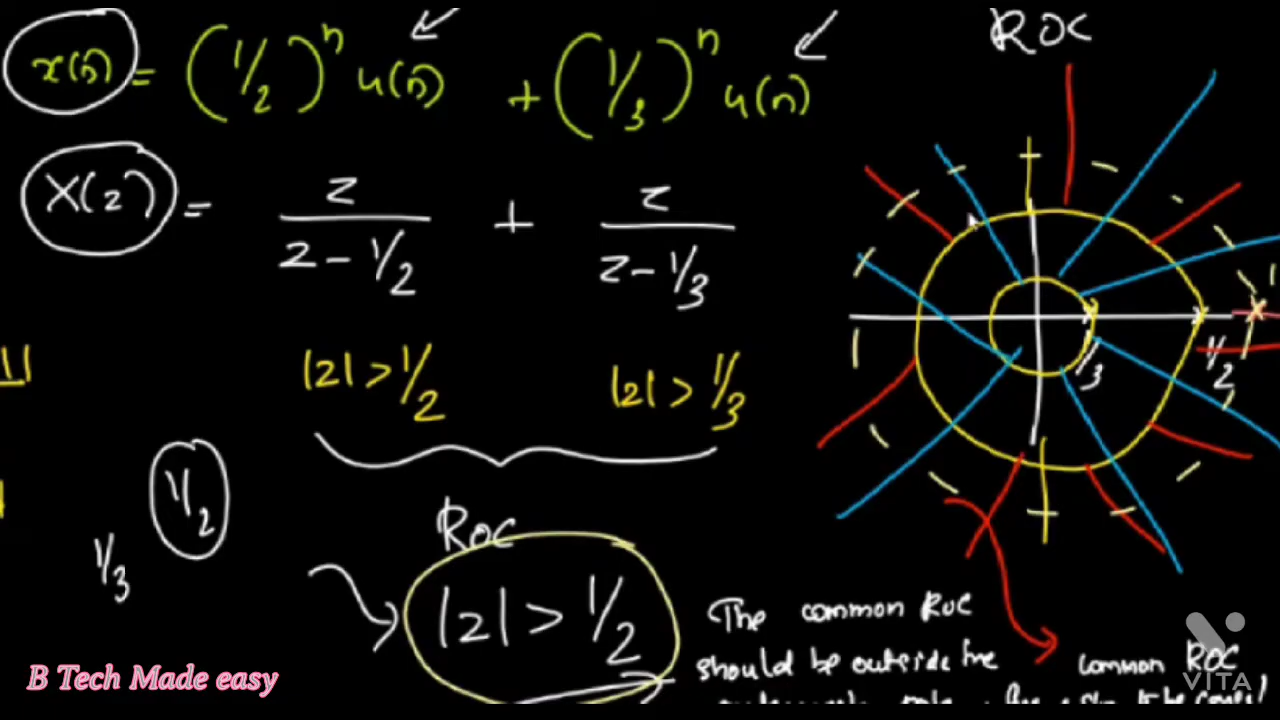 x(n) = (1/2)^n u(n) + (1/3)^n u(n)
ROC
X(z) = z / (z - 1/2) + z / (z - 1/3)
|z| > 1/2
|z| > 1/3
1/3
1/2
1/2
1/3
ROC
|z| > 1/2
The common ROC
should be outside the
common ROC
B Tech Made easy
VITA